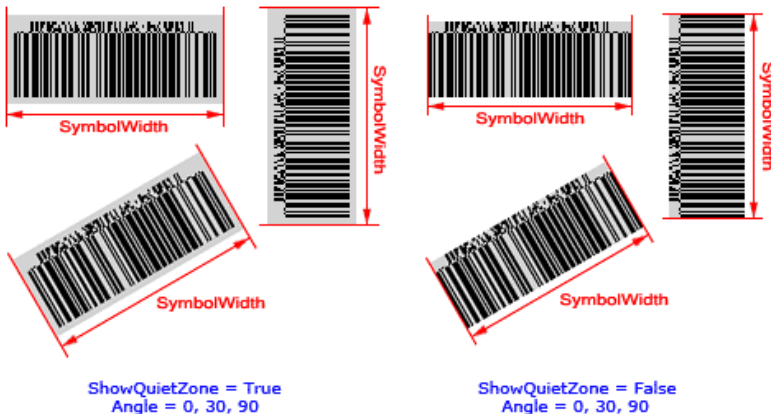 SymbolWidth
SymbolWidth
SymbolWidth
SymbolWidth
SymbolWidth
SymbolWidth
ShowQuietZone = True
Angle = 0, 30, 90
ShowQuietZone = False
Angle = 0, 30, 90